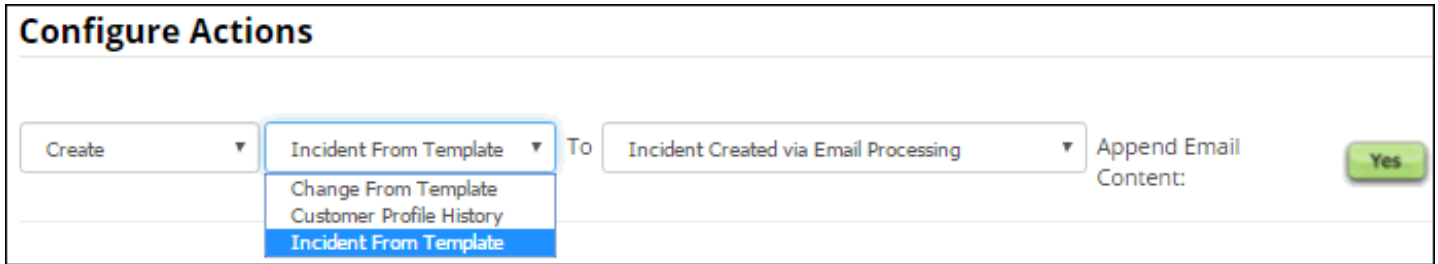 Configure Actions
Create Incident From Template To Incident Created via Email Processing Append Email
Content: Yes
Change From Template
Customer Profile History
Incident From Template